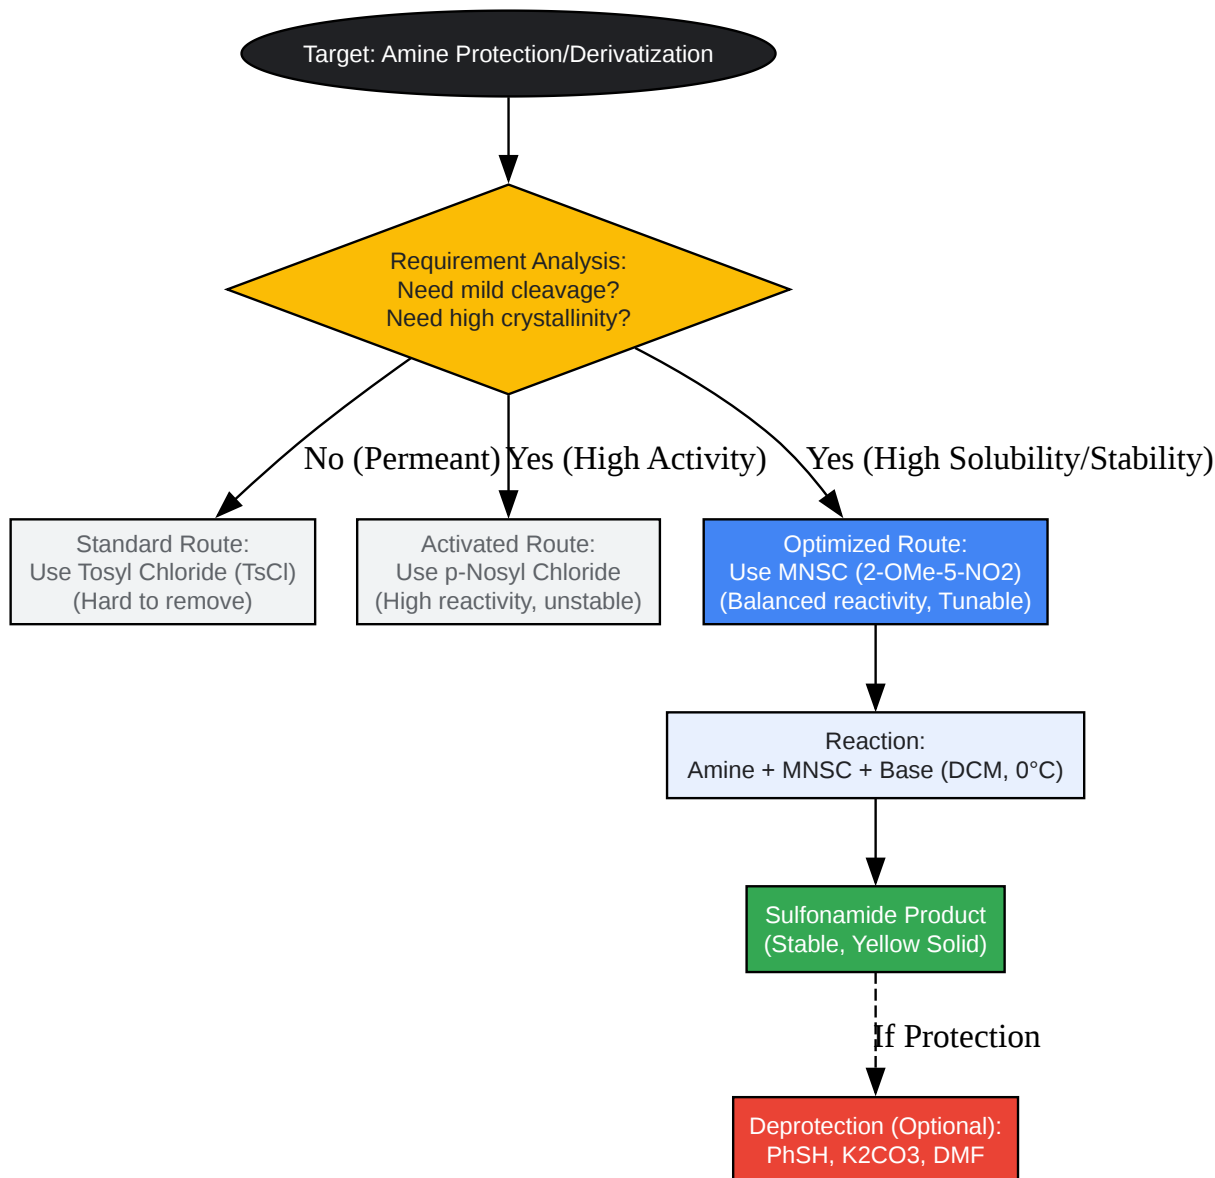 Target: Amine Protection/Derivatization
Requirement Analysis:
Need mild cleavage?
Need high crystallinity?
No (Permeant)
Yes (High Activity)
Yes (High Solubility/Stability)
Standard Route:
Use Tosyl Chloride (TsCl)
(Hard to remove)
Activated Route:
Use p-Nosyl Chloride
(High reactivity, unstable)
Optimized Route:
Use MNSC (2-OMe-5-NO2)
(Balanced reactivity, Tunable)
Reaction:
Amine + MNSC + Base (DCM, 0°C)
Sulfonamide Product
(Stable, Yellow Solid)
If Protection
Deprotection (Optional):
PhSH, K2CO3, DMF